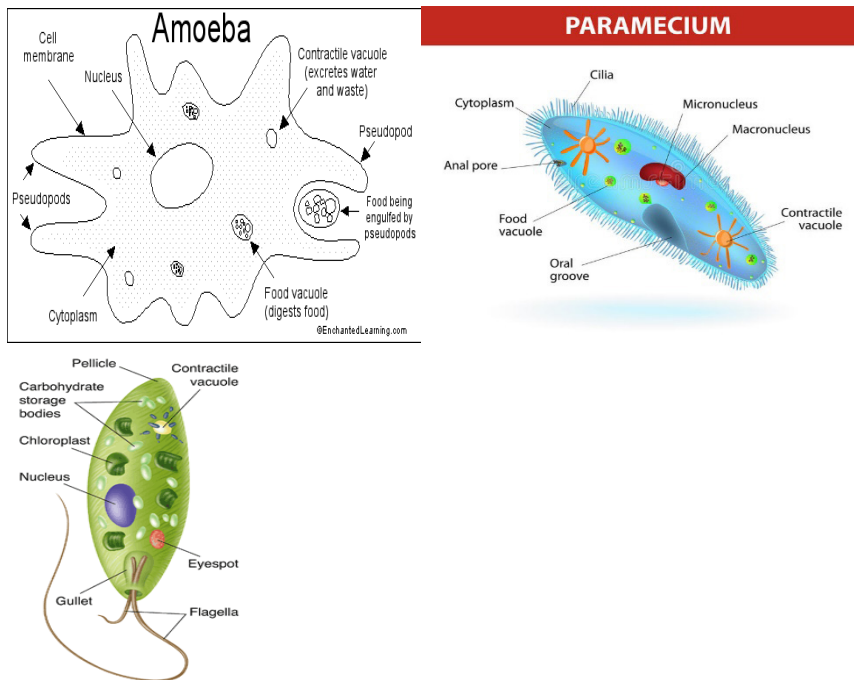 Amoeba
Cell
membrane
Nucleus
Contractile vacuole
(excretes water
and waste)
Pseudopod
Pseudopods
Food being
engulfed by
pseudopods
Cytoplasm
Food vacuole
(digests food)
©EnchantedLearning.com
PARAMECIUM
Cilia
Cytoplasm
Micronucleus
Macronucleus
Anal pore
Food
vacuole
Contractile
vacuole
Oral
groove
Pellicle
Contractile
vacuole
Carbohydrate
storage
bodies
Chloroplast
Nucleus
Eyespot
Gullet
Flagella